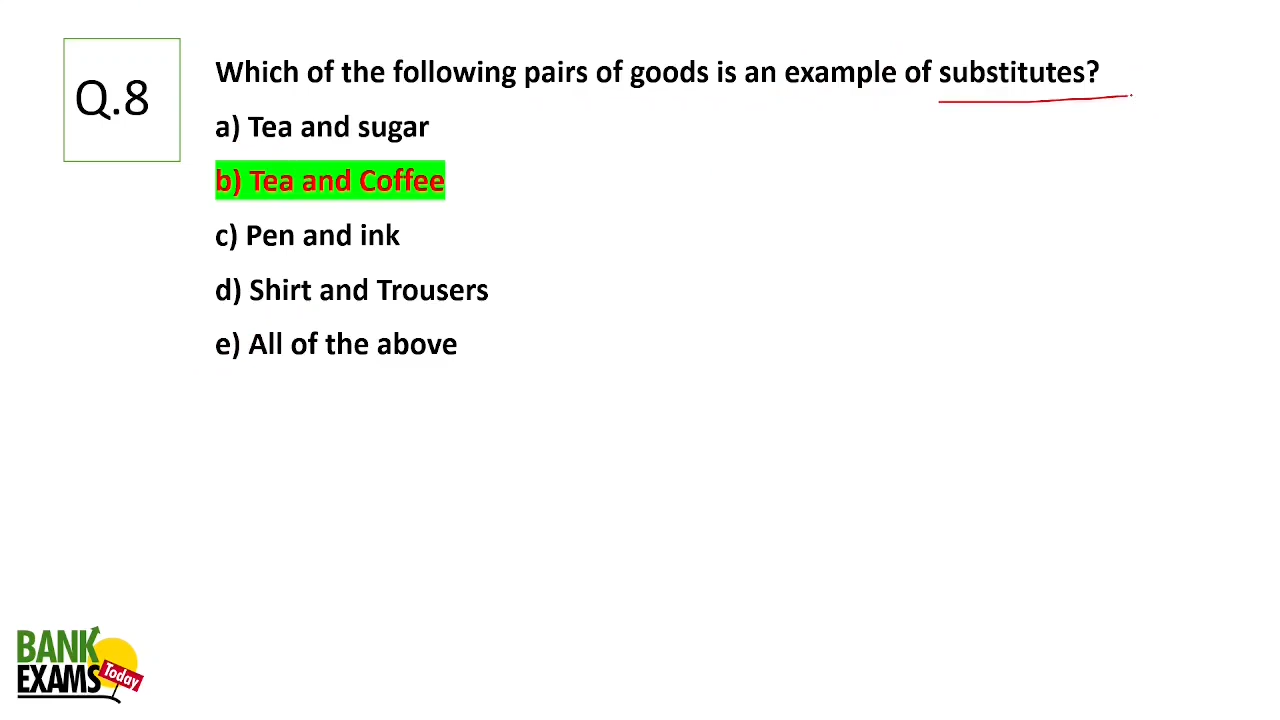 Q.8
Which of the following pairs of goods is an example of substitutes?
a) Tea and sugar
b) Tea and Coffee
c) Pen and ink
d) Shirt and Trousers
e) All of the above
BANK
EXAMS
Today